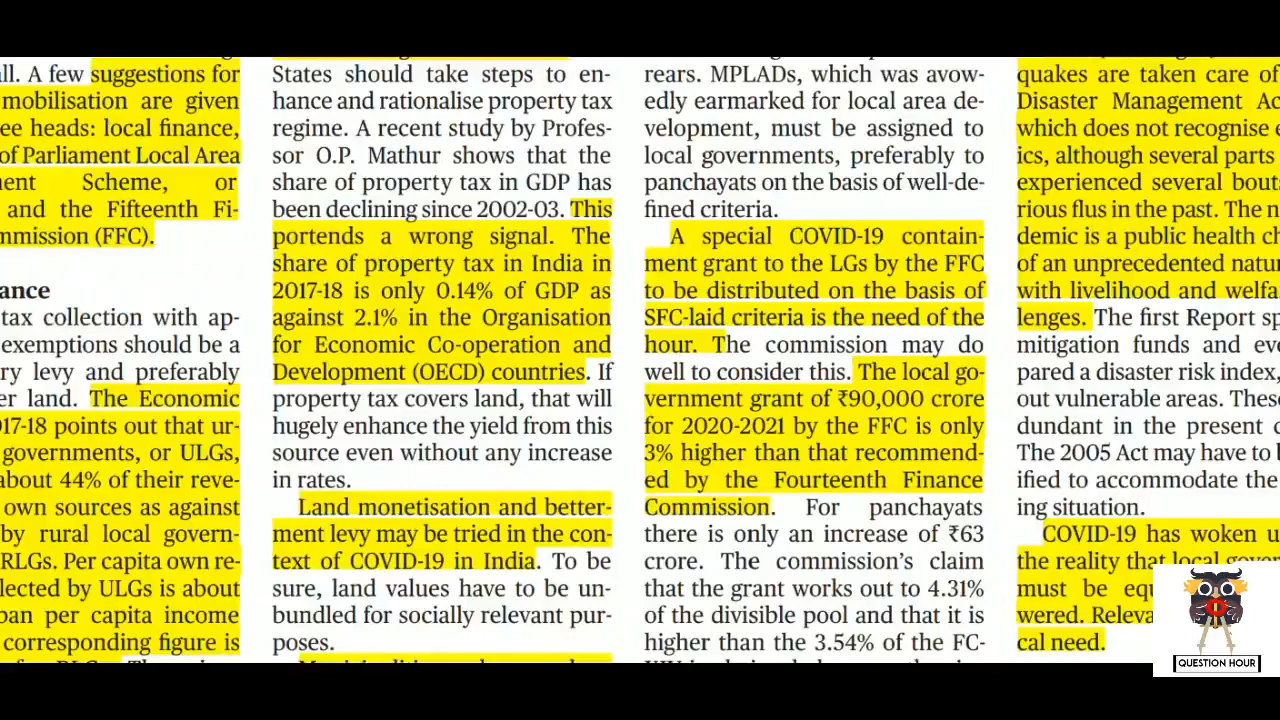 ll. A few suggestions for
mobilisation are given
ee heads: local finance,
of Parliament Local Area
ent Scheme, or
and the Fifteenth Fi-
mmission (FFC).
ance
tax collection with ap-
exemptions should be a
ry levy and preferably
er land. The Economic
17-18 points out that ur-
governments, or ULGs,
about 44% of their reve-
own sources as against
by rural local govern-
RLGs. Per capita own re-
llected by ULGs is about
ban per capita income
corresponding figure is
States should take steps to en-
hance and rationalise property tax
regime. A recent study by Profes-
sor O.P. Mathur shows that the
share of property tax in GDP has
been declining since 2002-03. This
portends a wrong signal. The
share of property tax in India in
2017-18 is only 0.14% of GDP as
against 2.1% in the Organisation
for Economic Co-operation and
Development (OECD) countries. If
property tax covers land, that will
hugely enhance the yield from this
source even without any increase
in rates.
Land monetisation and better-
ment levy may be tried in the con-
text of COVID-19 in India. To be
sure, land values have to be un-
bundled for socially relevant pur-
poses.
rears. MPLADs, which was avow-
edly earmarked for local area de-
velopment, must be assigned to
local governments, preferably to
panchayats on the basis of well-de-
fined criteria.
A special COVID-19 contain-
ment grant to the LGs by the FFC
to be distributed on the basis of
SFC-laid criteria is the need of the
hour. The commission may do
well to consider this. The local go-
vernment grant of ₹90,000 crore
for 2020-2021 by the FFC is only
3% higher than that recommend-
ed by the Fourteenth Finance
Commission. For panchayats
there is only an increase of ₹63
crore. The commission's claim
that the grant works out to 4.31%
of the divisible pool and that it is
higher than the 3.54% of the FC-
quakes are taken care of
Disaster Management Ac
which does not recognise e
ics, although several parts
experienced several bouts
rious flus in the past. The n
demic is a public health ch
of an unprecedented natur
with livelihood and welfa
lenges. The first Report sp
mitigation funds and eve
pared a disaster risk index,
out vulnerable areas. These
dundant in the present c
The 2005 Act may have to b
ified to accommodate the
ing situation.
COVID-19 has woken u
the reality that local gover
must be equ
wered. Releva
cal need.
QUESTION HOUR